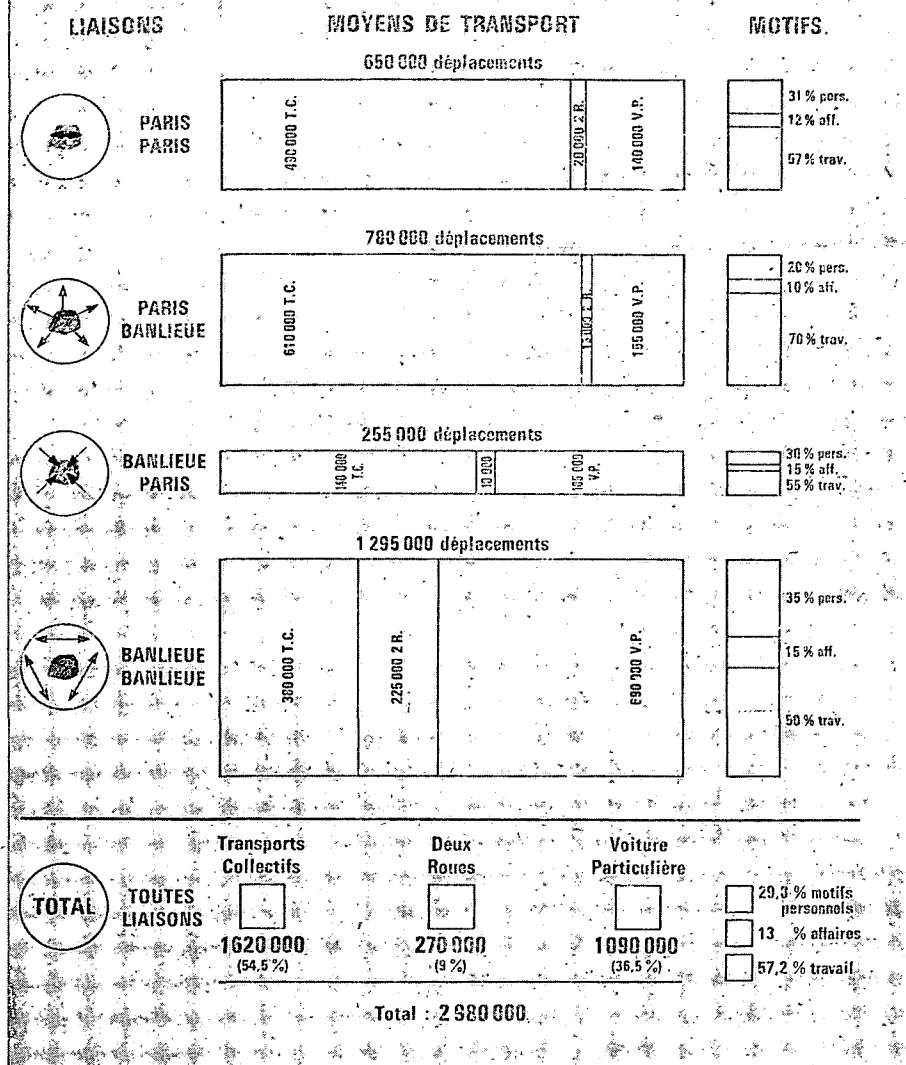 LIAISONS
MOYENS DE TRANSPORT
MOTIFS
650 000 déplacements
PARIS
PARIS
490 000 T.C.
20 000 2 R.
140 000 V.P.
31 % pers.
12 % aff.
57 % trav.
780 000 déplacements
PARIS
BANLIEUE
610 000 T.C.
15 000 2 R.
155 000 V.P.
20 % pers.
10 % aff.
70 % trav.
255 000 déplacements
BANLIEUE
PARIS
140 000
T.C.
10 000
105 000
V.P.
30 % pers.
15 % aff.
55 % trav.
1 295 000 déplacements
BANLIEUE
BANLIEUE
380 000 T.C.
225 000 2 R.
690 000 V.P.
35 % pers.
15 % aff.
50 % trav.
TOTAL
TOUTES
LIAISONS
Transports
Collectifs
1 620 000
(54,5 %)
Deux
Roues
270 000
(9 %)
Voiture
Particulière
1 090 000
(36,5 %)
29,8 % motifs
personnels
13 % affaires
57,2 % travail
Total : 2 980 000